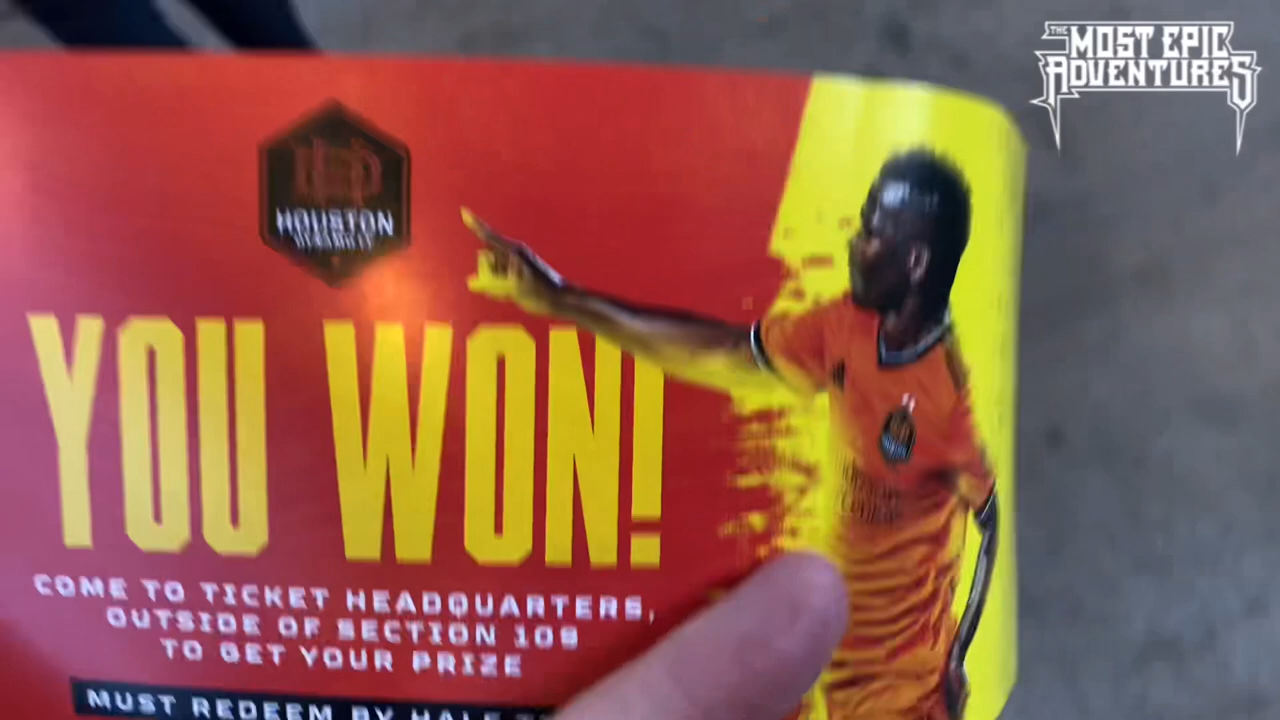 THE
MOST EPIC
ADVENTURES
HOUSTON
YOU WON!
COME TO TICKET HEADQUARTERS,
OUTSIDE OF SECTION 109
TO GET YOUR PRIZE
MUST REDEEM BY